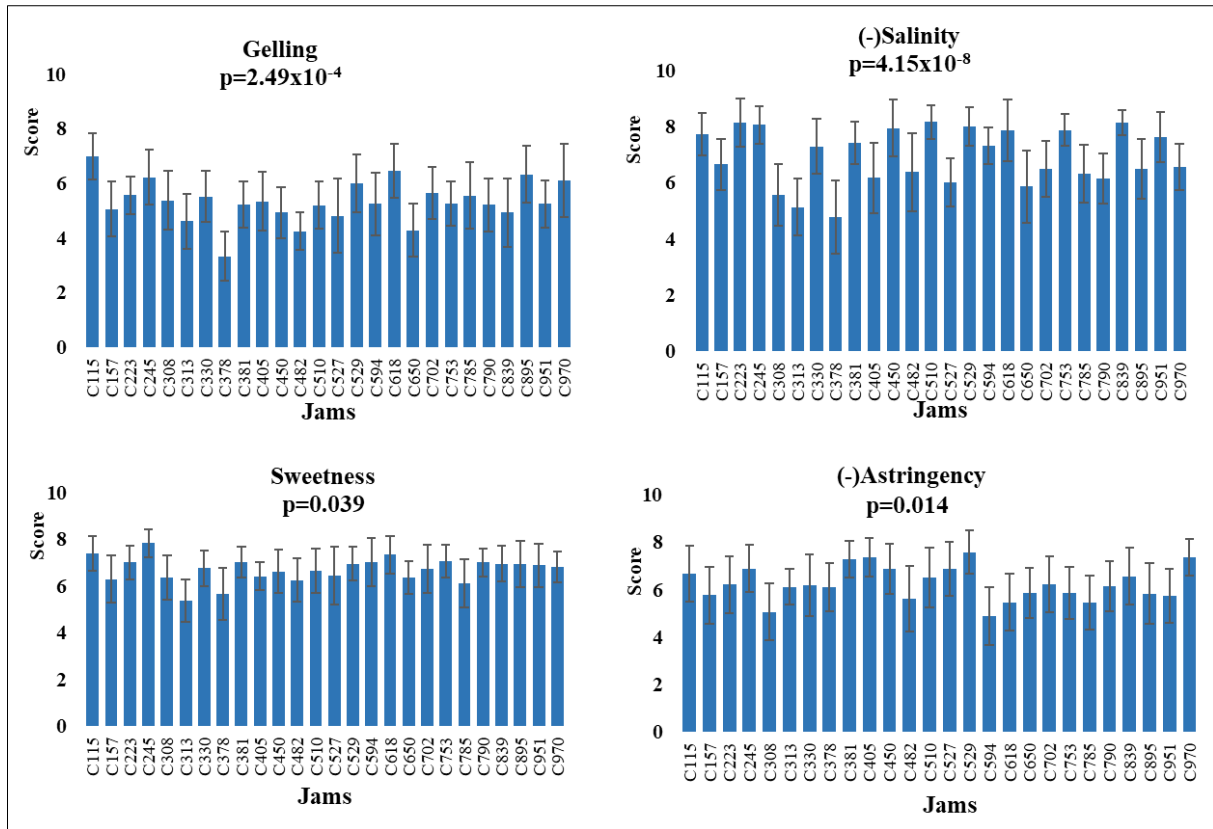 Gelling
p=2.49x10-4
10
8
6
4
2
0
Score
C115
C157
C223
C245
C308
C313
C330
C378
C381
C405
C450
C482
C510
C527
C529
C594
C618
C650
C702
C753
C785
C790
C839
C895
C951
C970
Jams
(-)Salinity
p=4.15x10-8
10
8
6
4
2
0
Score
C115
C157
C223
C245
C308
C313
C330
C378
C381
C405
C450
C482
C510
C527
C529
C594
C618
C650
C702
C753
C785
C790
C839
C895
C951
C970
Jams
Sweetness
p=0.039
10
8
6
4
2
0
Score
C115
C157
C223
C245
C308
C313
C330
C378
C381
C405
C450
C482
C510
C527
C529
C594
C618
C650
C702
C753
C785
C790
C839
C895
C951
C970
Jams
(-)Astringency
p=0.014
10
8
6
4
2
0
Score
C115
C157
C223
C245
C308
C313
C330
C378
C381
C405
C450
C482
C510
C527
C529
C594
C618
C650
C702
C753
C785
C790
C839
C895
C951
C970
Jams